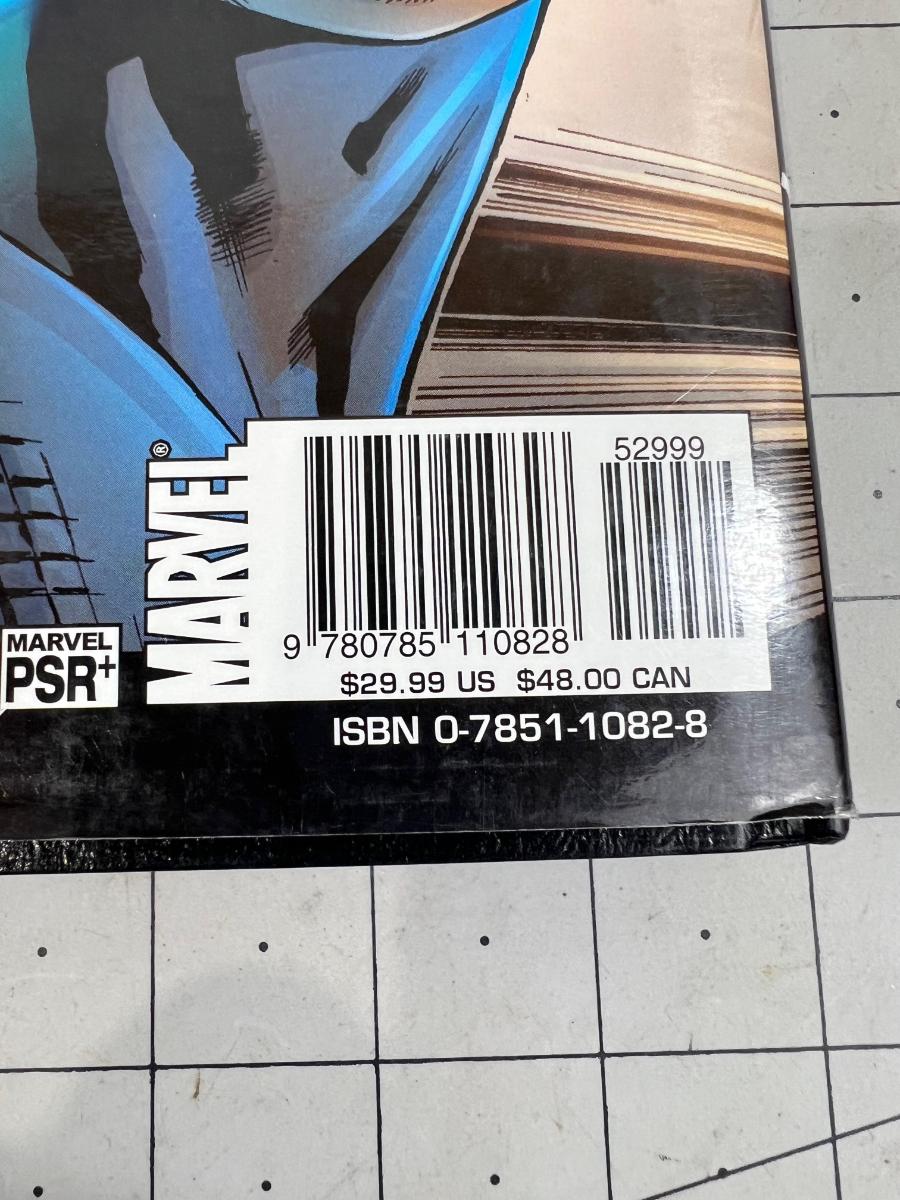 52999
MARVEL®
9 780785 110828
MARVEL
PSR+
$29.99 US $48.00 CAN
ISBN 0-7851-1082-8